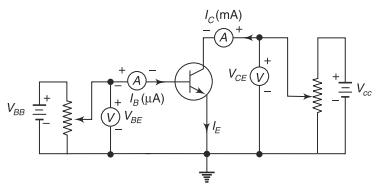 I_C (mA)
− A +
+ A −
I_B (μA)
V_BB
+
−
+
V
−
V_BE
I_E
V_CE
+
V
−
+
−
V_cc